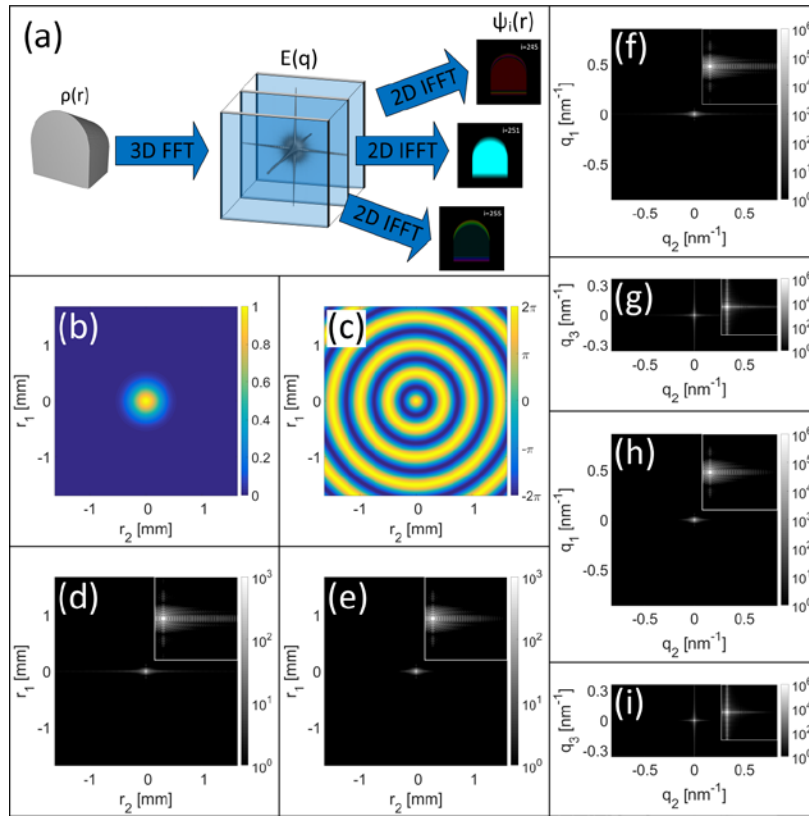 (a)
ρ(r)
3D FFT
E(q)
2D IFFT
2D IFFT
2D IFFT
ψᵢ(r)
i=245
i=251
i=255
(b)
r₁ [mm]
1
0
-1
-1 0 1
r₂ [mm]
1
0.8
0.6
0.4
0.2
0
(c)
r₁ [mm]
1
0
-1
-1 0 1
r₂ [mm]
2π
π
0
-π
-2π
(d)
r₁ [mm]
1
0
-1
-1 0 1
r₂ [mm]
10³
10²
10¹
10⁰
(e)
r₁ [mm]
1
0
-1
-1 0 1
r₂ [mm]
10³
10²
10¹
10⁰
(f)
q₁ [nm⁻¹]
0.5
0
-0.5
-0.5 0 0.5
q₂ [nm⁻¹]
10⁶
10⁵
10⁴
10³
10²
10¹
10⁰
(g)
q₃ [nm⁻¹]
0.3
0
-0.3
-0.5 0 0.5
q₂ [nm⁻¹]
10⁶
10⁴
10²
10⁰
(h)
q₁ [nm⁻¹]
0.5
0
-0.5
-0.5 0 0.5
q₂ [nm⁻¹]
10⁶
10⁵
10⁴
10³
10²
10¹
10⁰
(i)
q₃ [nm⁻¹]
0.3
0
-0.3
-0.5 0 0.5
q₂ [nm⁻¹]
10⁶
10⁴
10²
10⁰